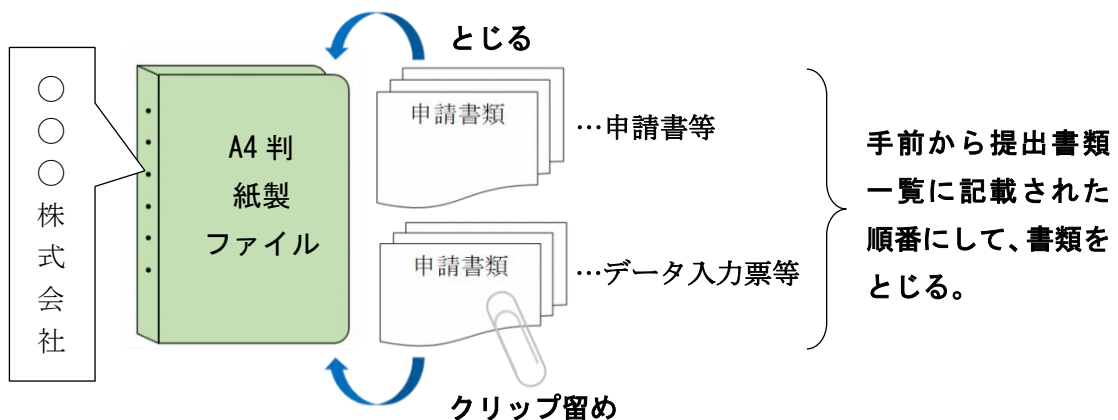 とじる
○○○株式会社
A4判
紙製
ファイル
申請書類
…申請書等
申請書類
…データ入力票等
クリップ留め
手前から提出書類
一覧に記載された
順番にして、書類を
とじる。